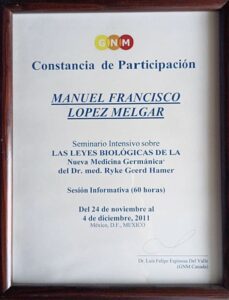 GNM
Constancia de Participación
MANUEL FRANCISCO
LOPEZ MELGAR
Seminario Intensivo sobre
LAS LEYES BIOLÓGICAS DE LA
Nueva Medicina Germánica
del Dr. med. Ryke Geerd Hamer
Sesión Informativa (60 horas)
Del 24 de noviembre al
4 de diciembre, 2011
México, D.F., MEXICO
Dr. Luis Felipe Espinosa Del Valle
(GNM Canada)